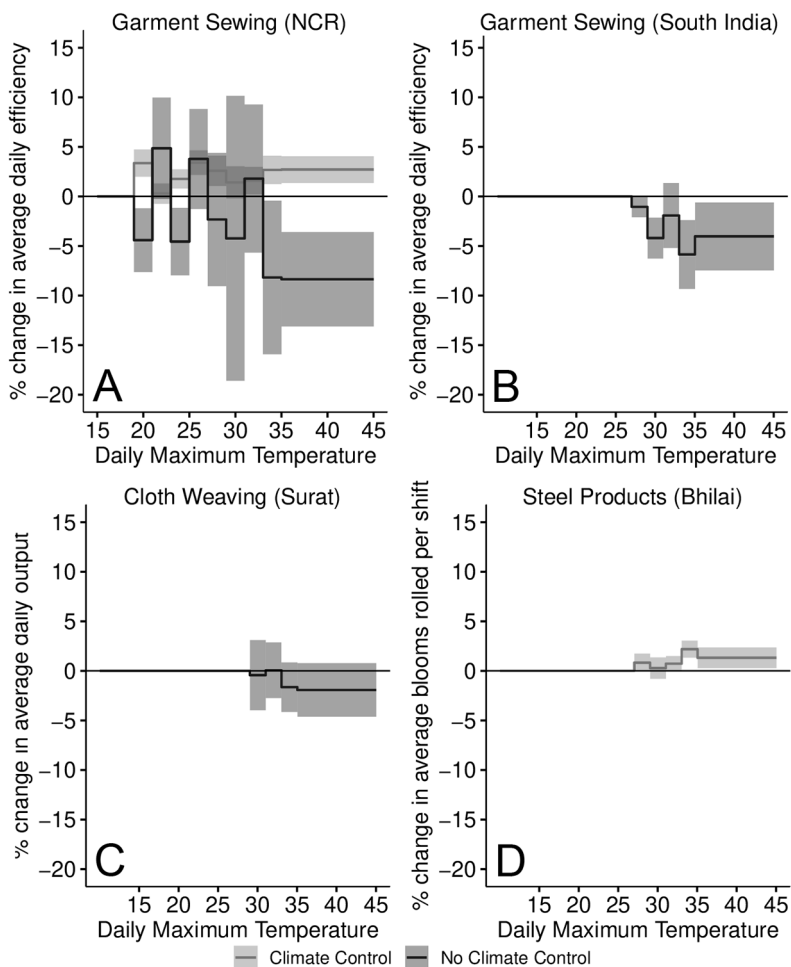 Garment Sewing (NCR)
% change in average daily efficiency
15
10
5
0
−5
−10
−15
−20
A
15 20 25 30 35 40 45
Daily Maximum Temperature
Garment Sewing (South India)
% change in average daily efficiency
15
10
5
0
−5
−10
−15
−20
B
15 20 25 30 35 40 45
Daily Maximum Temperature
Cloth Weaving (Surat)
% change in average daily output
15
10
5
0
−5
−10
−15
−20
C
15 20 25 30 35 40 45
Daily Maximum Temperature
Steel Products (Bhilai)
% change in average blooms rolled per shift
15
10
5
0
−5
−10
−15
−20
D
15 20 25 30 35 40 45
Daily Maximum Temperature
Climate Control No Climate Control